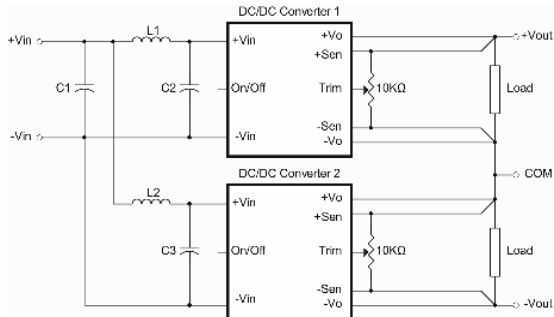 DC/DC Converter 1
+Vin
L1
+Vin
+Vo
+Vout
+Sen
C1
C2
On/Off
Trim
10KΩ
Load
-Sen
-Vin
-Vin
-Vo
DC/DC Converter 2
COM
L2
+Vin
+Vo
+Sen
C3
On/Off
Trim
10KΩ
Load
-Sen
-Vin
-Vo
-Vout